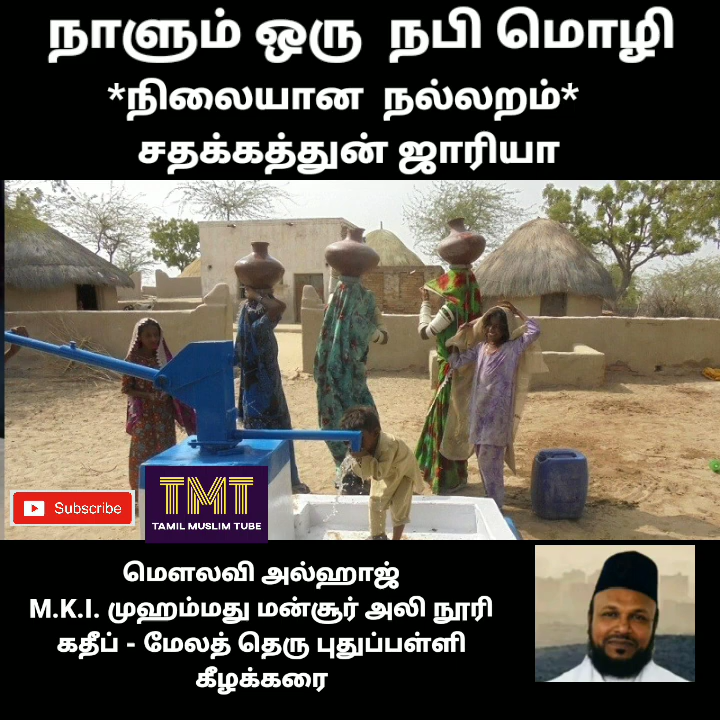 நாளும் ஒரு நபி மொழி
*நிலையான நல்லறம்*
சதக்கத்துன் ஜாரியா
Subscribe
TMT
TAMIL MUSLIM TUBE
மௌலவி அல்ஹாஜ்
M.K.I. முஹம்மது மன்சூர் அலி நூரி
கதீப் - மேலத் தெரு புதுப்பள்ளி
கீழக்கரை